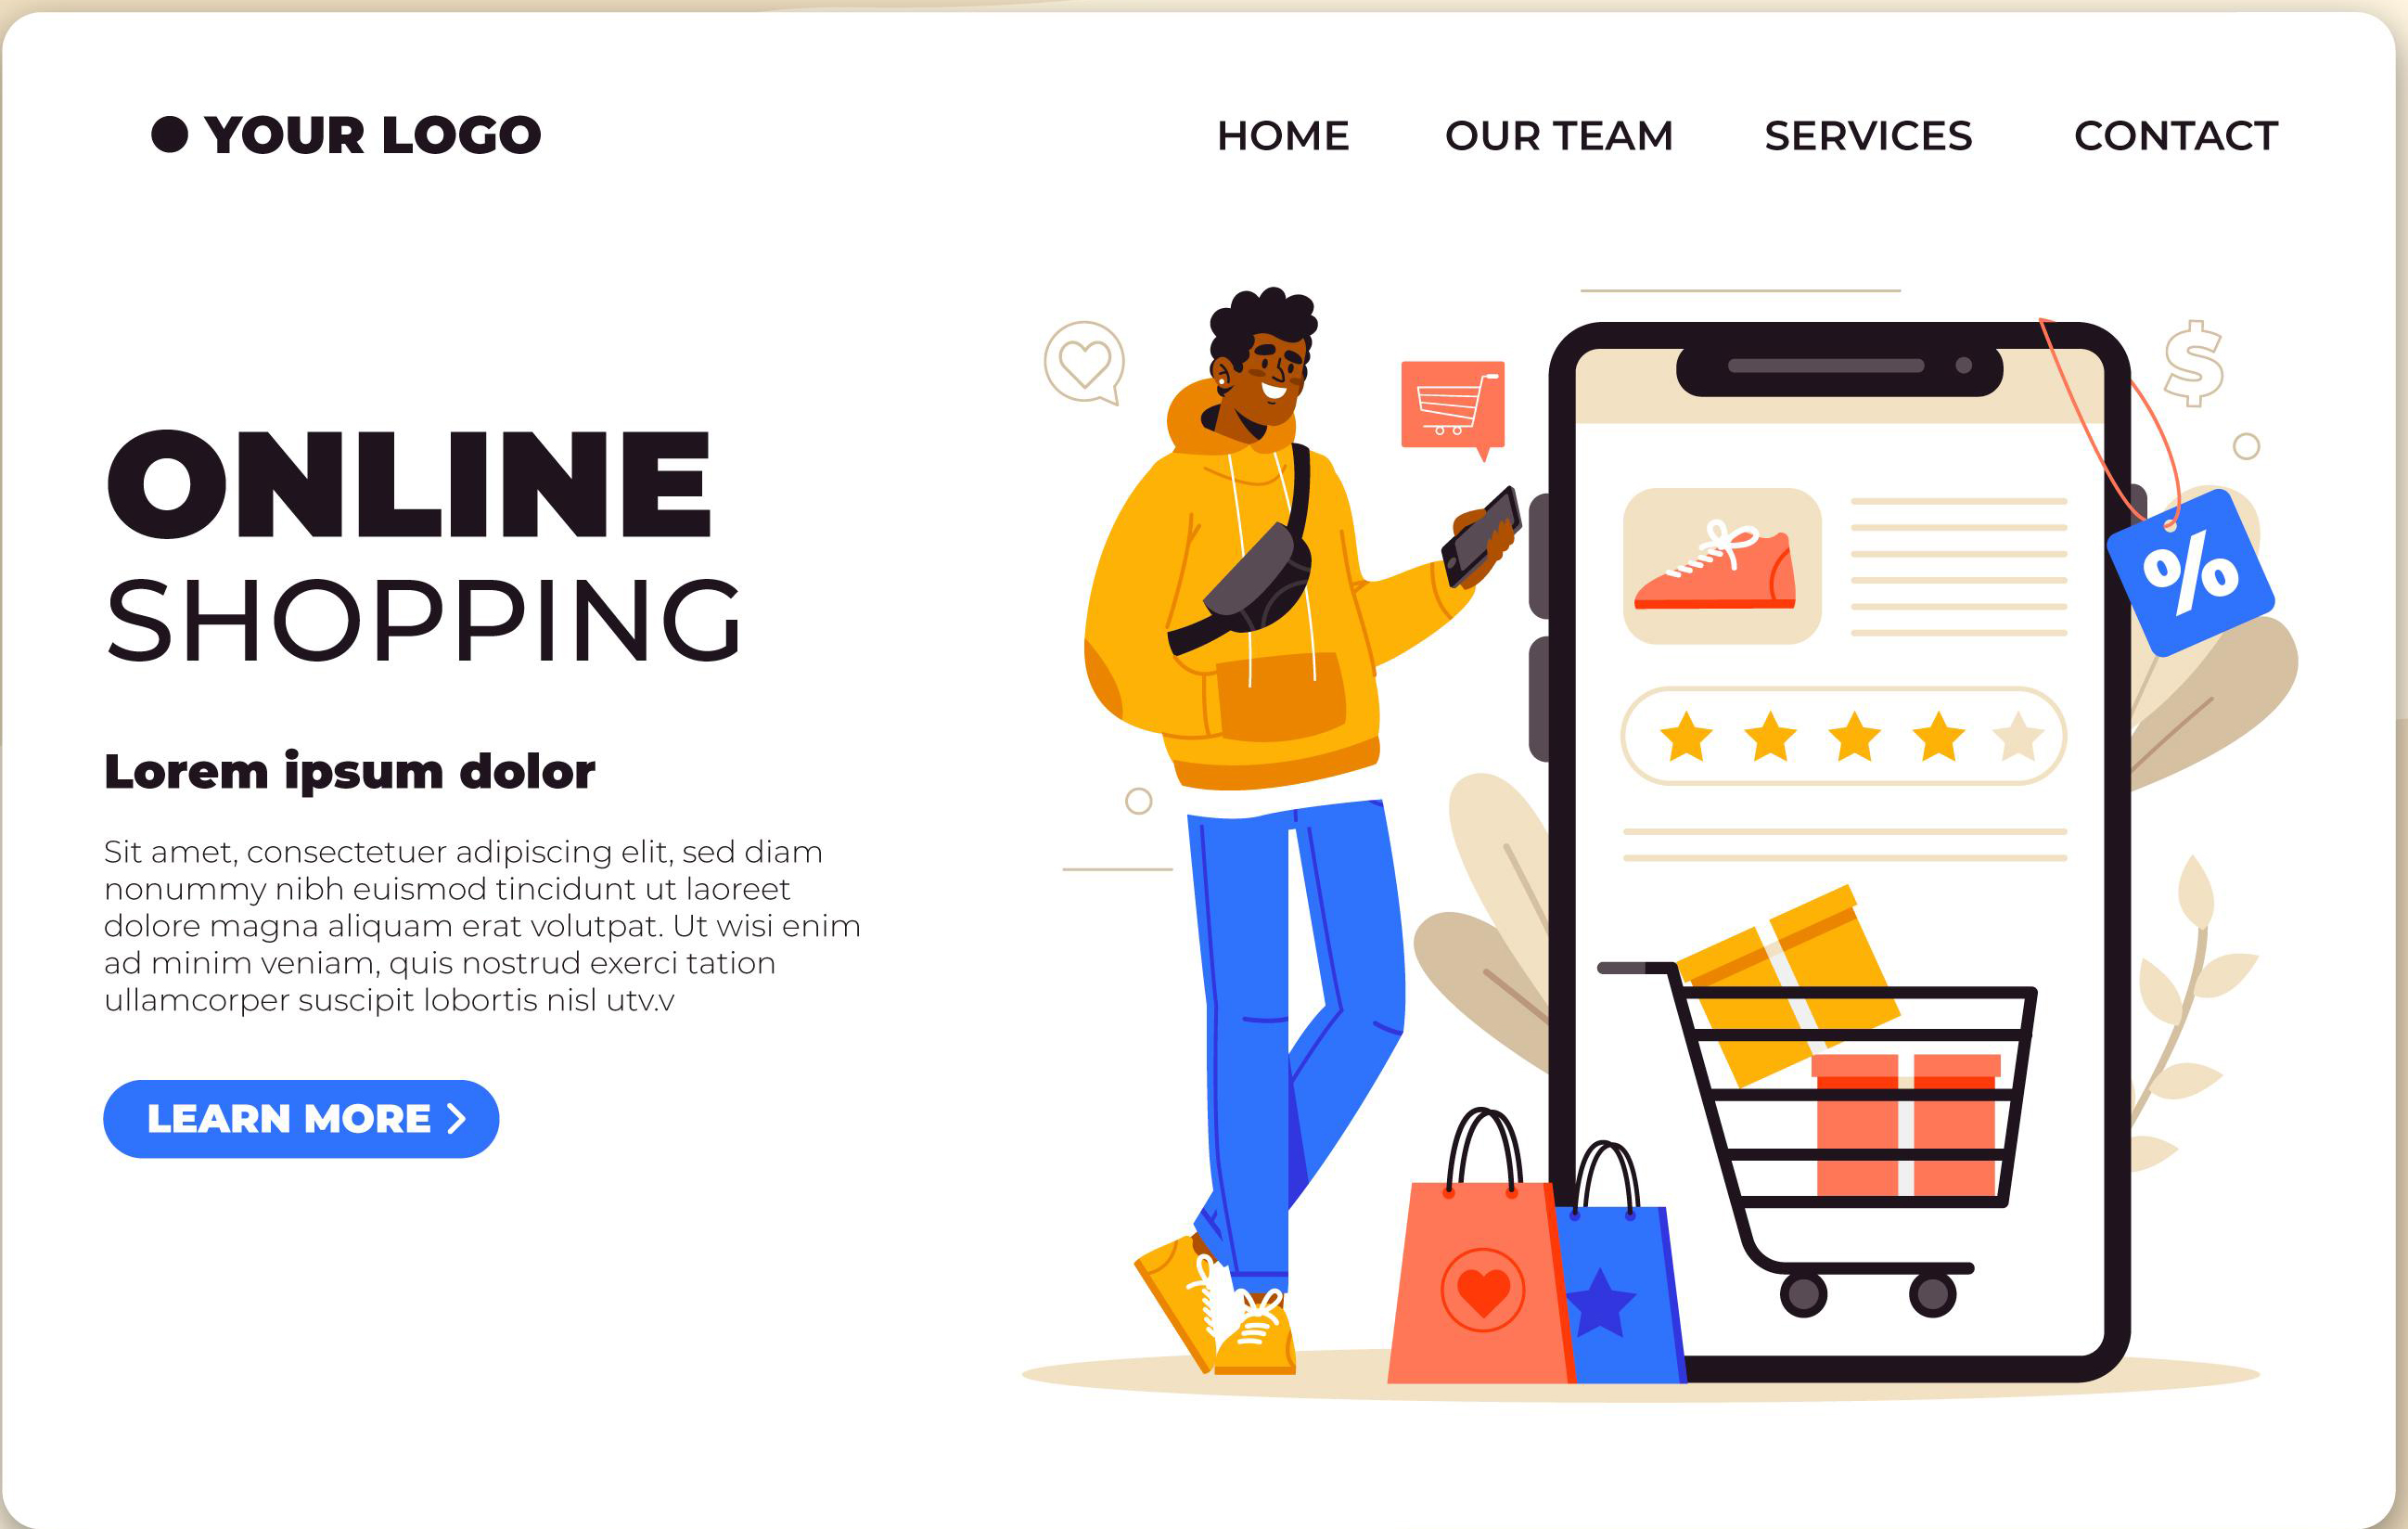 YOUR LOGO
HOME
OUR TEAM
SERVICES
CONTACT
ONLINE
SHOPPING
Lorem ipsum dolor
Sit amet, consectetuer adipiscing elit, sed diam
nonummy nibh euismod tincidunt ut laoreet
dolore magna aliquam erat volutpat. Ut wisi enim
ad minim veniam, quis nostrud exerci tation
ullamcorper suscipit lobortis nisl utv.v
LEARN MORE
$
%